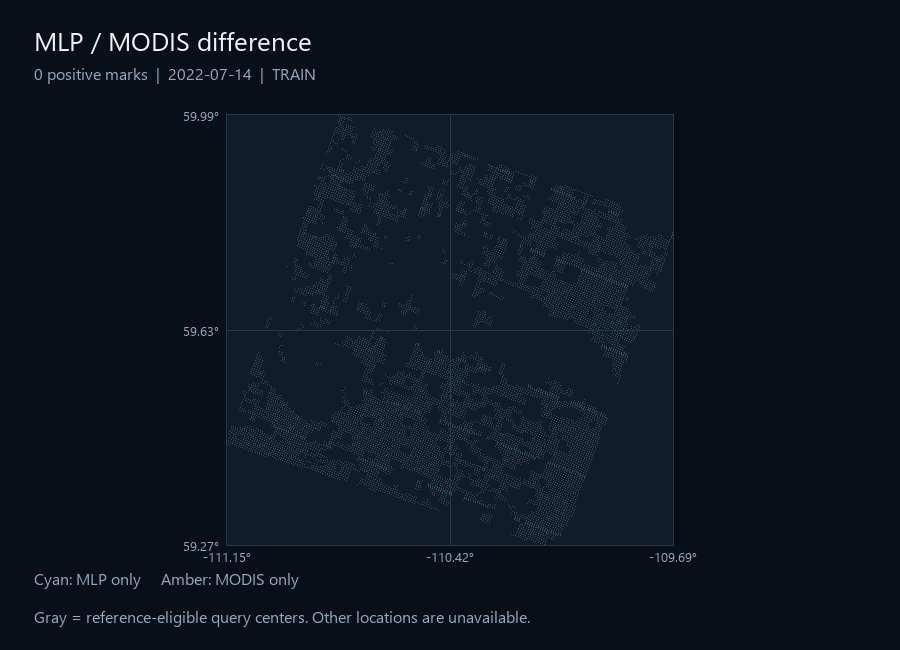 MLP / MODIS difference
0 positive marks | 2022-07-14 | TRAIN
59.99°
59.63°
59.27°
-111.15° -110.42° -109.69°
Cyan: MLP only Amber: MODIS only
Gray = reference-eligible query centers. Other locations are unavailable.